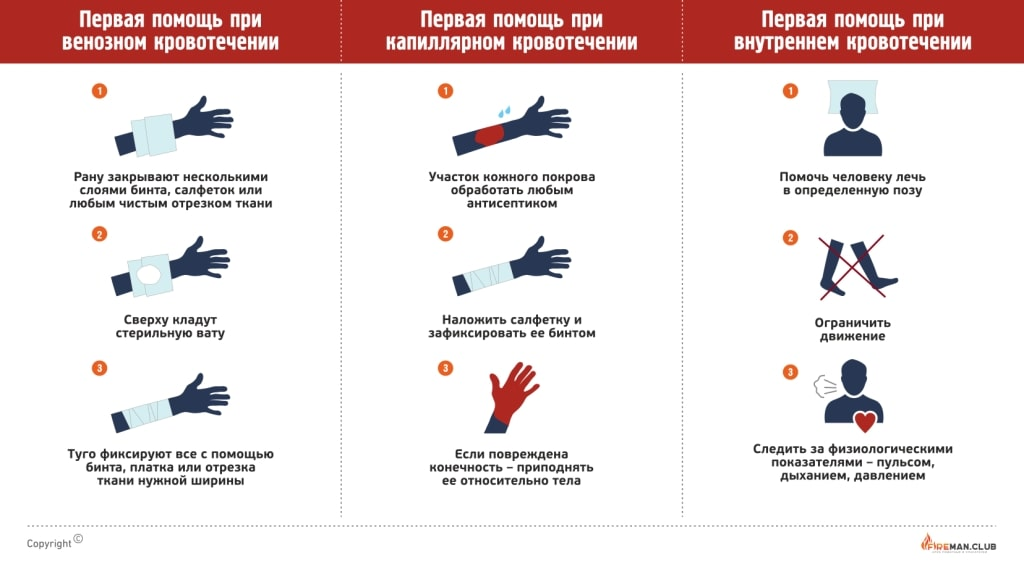 Первая помощь при
венозном кровотечении
1
Рану закрывают несколькими
слоями бинта, салфеток или
любым чистым отрезком ткани
2
Сверху кладут
стерильную вату
3
Туго фиксируют все с помощью
бинта, платка или отрезка
ткани нужной ширины
Первая помощь при
капиллярном кровотечении
1
Участок кожного покрова
обработать любым
антисептиком
2
Наложить салфетку и
зафиксировать ее бинтом
3
Если повреждена
конечность – приподнять
ее относительно тела
Первая помощь при
внутреннем кровотечении
1
Помочь человеку лечь
в определенную позу
2
Ограничить
движение
3
Следить за физиологическими
показателями – пульсом,
дыханием, давлением
Copyright ©
FIREMAN.CLUB